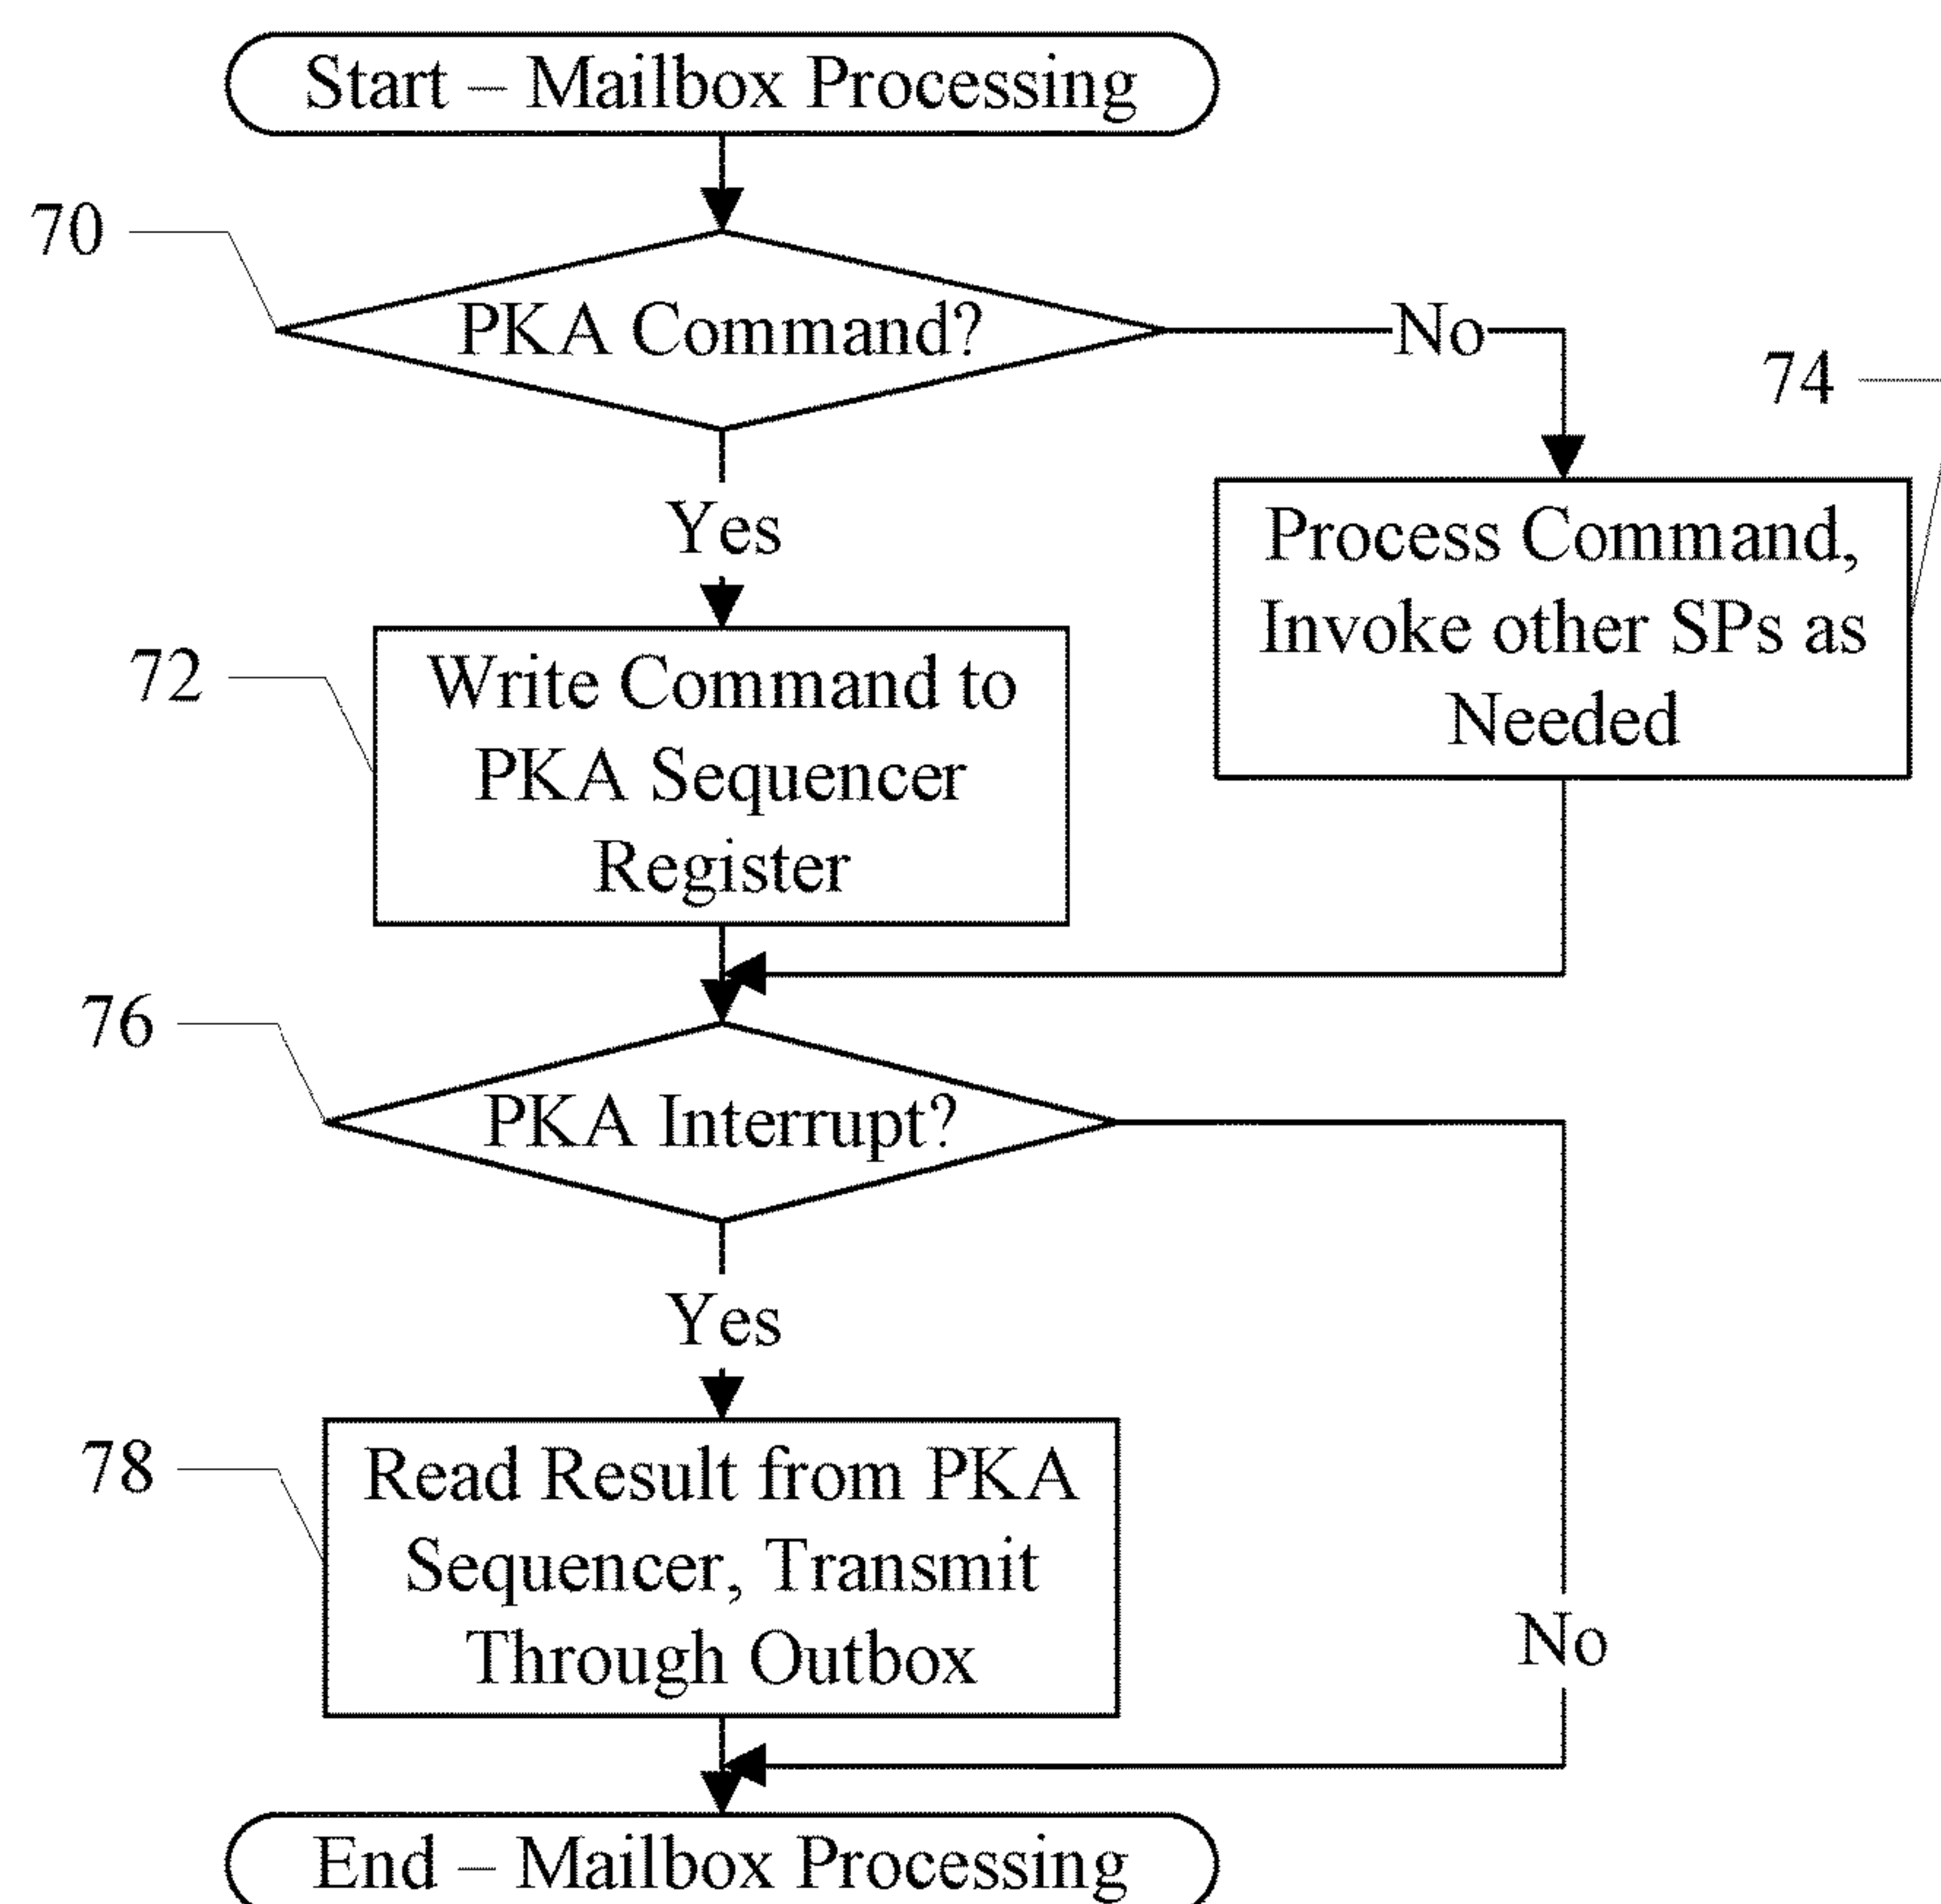 Start – Mailbox Processing
70
PKA Command?
No
74
Yes
Process Command,
Invoke other SPs as
Needed
72
Write Command to
PKA Sequencer
Register
76
PKA Interrupt?
Yes
78
Read Result from PKA
Sequencer, Transmit
Through Outbox
No
End – Mailbox Processing